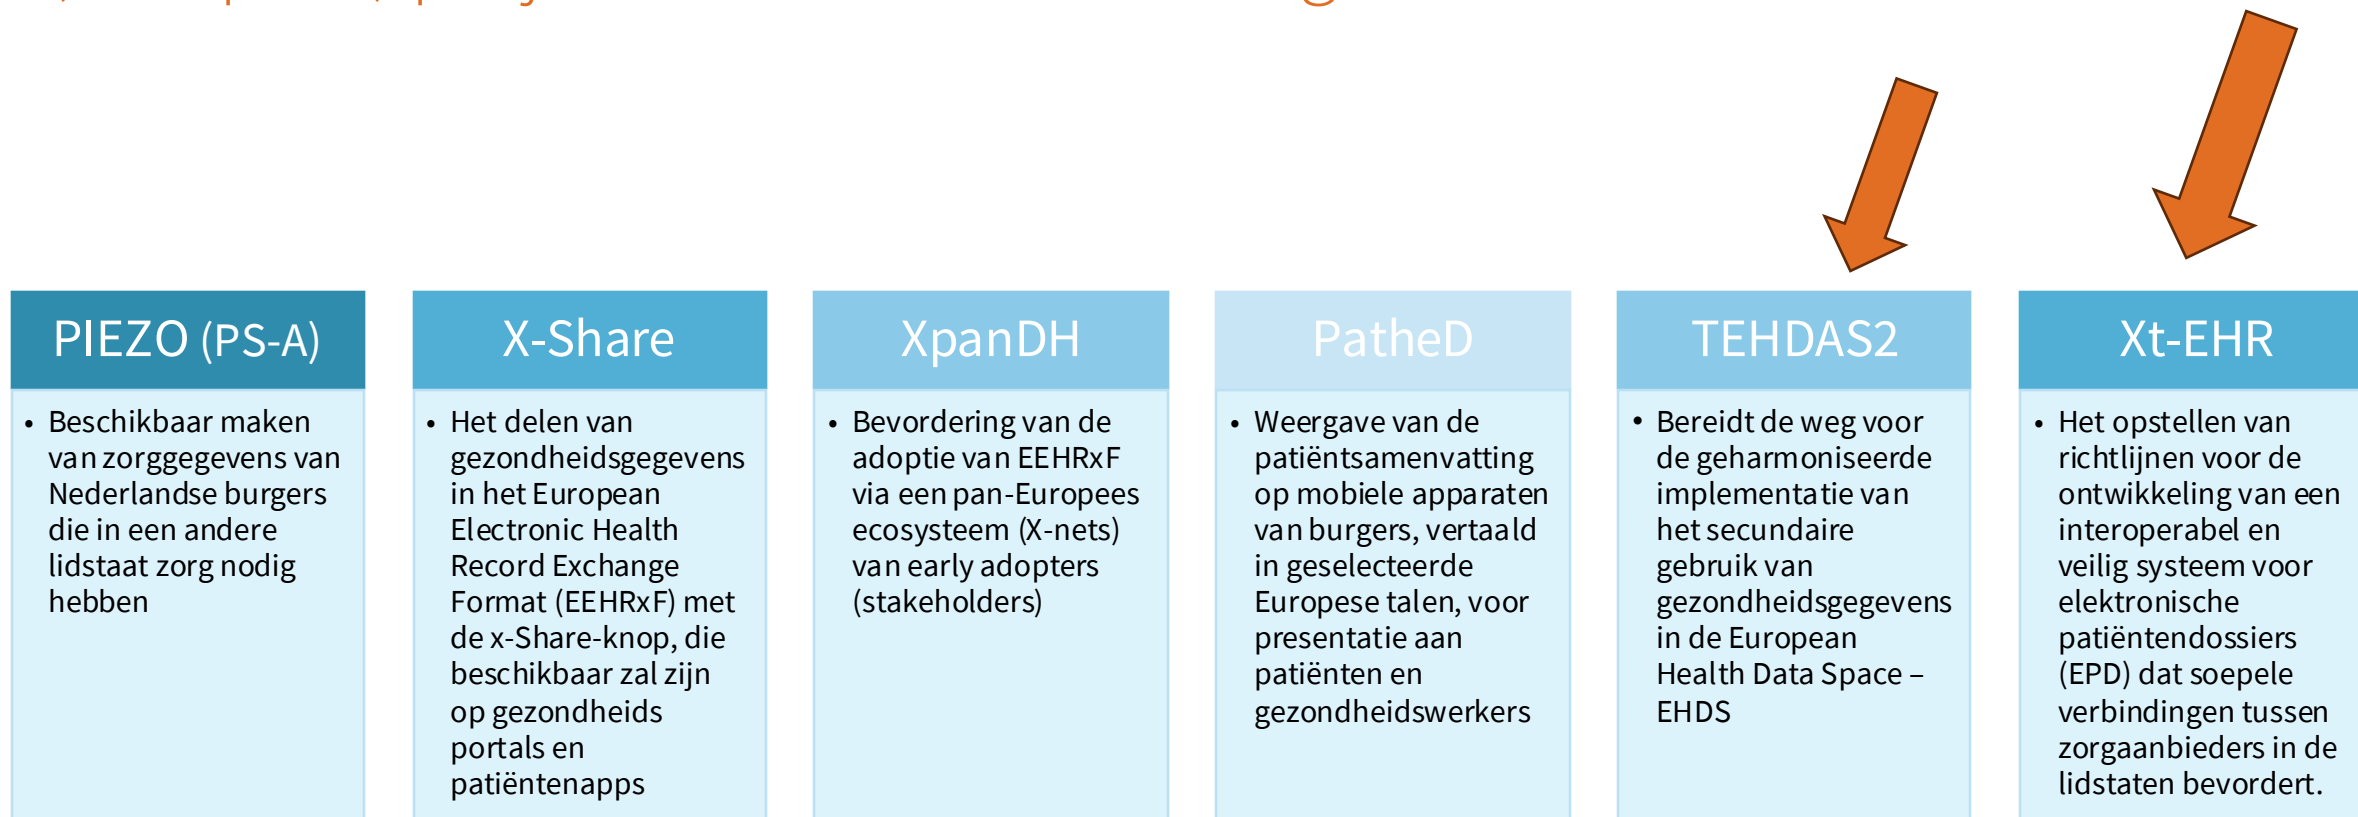 PIEZO (PS-A)
• Beschikbaar maken
van zorggegevens van
Nederlandse burgers
die in een andere
lidstaat zorg nodig
hebben
X-Share
• Het delen van
gezondheidsgegevens
in het European
Electronic Health
Record Exchange
Format (EEHRxF) met
de x-Share-knop, die
beschikbaar zal zijn
op gezondheids
portals en
patiëntenapps
XpanDH
• Bevordering van de
adoptie van EEHRxF
via een pan-Europees
ecosysteem (X-nets)
van early adopters
(stakeholders)
PatheD
• Weergave van de
patiëntsamenvatting
op mobiele apparaten
van burgers, vertaald
in geselecteerde
Europese talen, voor
presentatie aan
patiënten en
gezondheidswerkers
TEHDAS2
• Bereidt de weg voor
de geharmoniseerde
implementatie van
het secundaire
gebruik van
gezondheidsgegevens
in de European
Health Data Space –
EHDS
Xt-EHR
• Het opstellen van
richtlijnen voor de
ontwikkeling van een
interoperabel en
veilig systeem voor
elektronische
patiëntendossiers
(EPD) dat soepele
verbindingen tussen
zorgaanbieders in de
lidstaten bevordert.